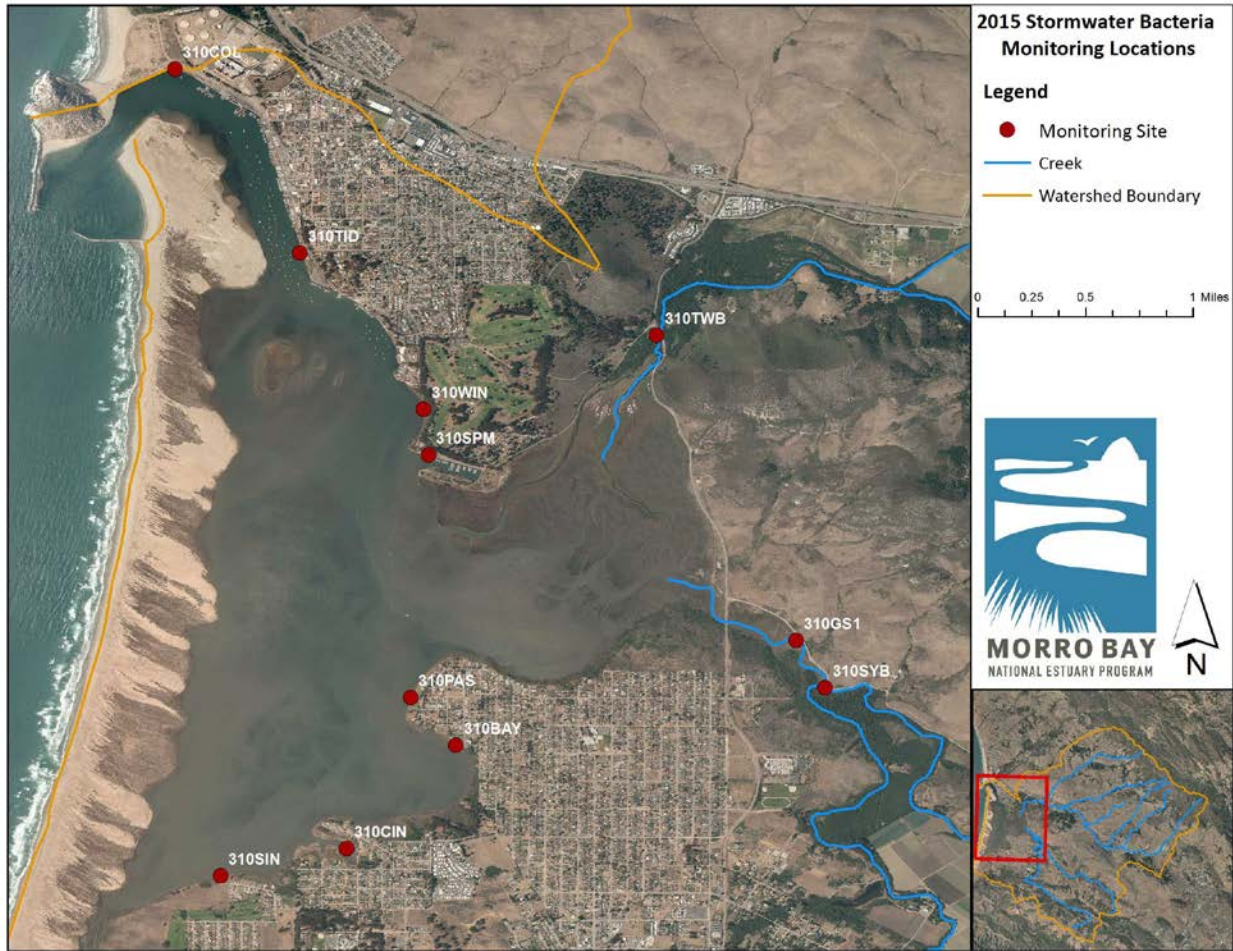 2015 Stormwater Bacteria
Monitoring Locations
Legend
Monitoring Site
Creek
Watershed Boundary
0 0.25 0.5 1 Miles
310COL
310TID
310TWB
310WIN
310SPM
310GS1
310SYB
310PAS
310BAY
310CIN
310SIN
MORRO BAY
NATIONAL ESTUARY PROGRAM
N